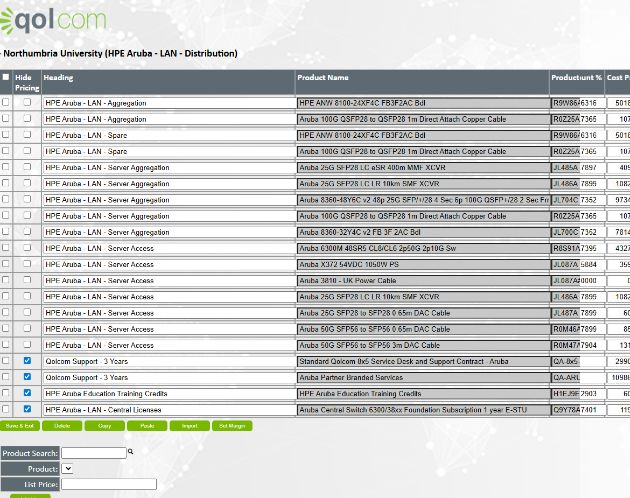 qolcom
- Northumbria University (HPE Aruba - LAN - Distribution)
Hide Pricing Heading Product Name Productunt % Cost P
HPE Aruba - LAN - Aggregation HPE ANW 8100-24XF4C FB3F2AC Bdl R9W86A 6316 5018
HPE Aruba - LAN - Aggregation Aruba 100G QSFP28 to QSFP28 1m Direct Attach Copper Cable R0Z25A 7365 107
HPE Aruba - LAN - Spare HPE ANW 8100-24XF4C FB3F2AC Bdl R9W86A 6316 5018
HPE Aruba - LAN - Spare Aruba 100G QSFP28 to QSFP28 1m Direct Attach Copper Cable R0Z25A 7365 107
HPE Aruba - LAN - Server Aggregation Aruba 25G SFP28 LC eSR 400m MMF XCVR JL485A 7897 409
HPE Aruba - LAN - Server Aggregation Aruba 25G SFP28 LC LR 10km SMF XCVR JL486A 7899 1082
HPE Aruba - LAN - Server Aggregation Aruba 8360-48Y6C v2 48p 25G SFP/+/28 4 Sec 6p 100G QSFP+/28 2 Sec Fr JL704C 7352 9734
HPE Aruba - LAN - Server Aggregation Aruba 100G QSFP28 to QSFP28 1m Direct Attach Copper Cable R0Z25A 7365 107
HPE Aruba - LAN - Server Aggregation Aruba 8360-32Y4C v2 FB 3F 2AC Bdl JL700C 7352 7814
HPE Aruba - LAN - Server Access Aruba 6300M 48SR5 CL8/CL6 2p50G 2p10G Sw R8S91A 7395 4327
HPE Aruba - LAN - Server Access Aruba X372 54VDC 1050W PS JL087A 5884 359
HPE Aruba - LAN - Server Access Aruba 3810 - UK Power Cable JL087A 0000
HPE Aruba - LAN - Server Access Aruba 25G SFP28 LC LR 10km SMF XCVR JL486A 7899 1082
HPE Aruba - LAN - Server Access Aruba 25G SFP28 to SFP28 0.65m DAC Cable JL487A 7899 60
HPE Aruba - LAN - Server Access Aruba 50G SFP56 to SFP56 0.65m DAC Cable R0M46A 7899 85
HPE Aruba - LAN - Server Access Aruba 50G SFP56 to SFP56 3m DAC Cable R0M47A 7904 131
Qolcom Support - 3 Years Standard Qolcom 8x5 Service Desk and Support Contract - Aruba QA-8x5 2990
Qolcom Support - 3 Years Aruba Partner Branded Services QA-ARU 10986
HPE Aruba Education Training Credits HPE Aruba Education Training Credits H1EJ9E 2903 60
HPE Aruba - LAN - Central Licenses Aruba Central Switch 6300/38xx Foundation Subscription 1 year E-STU Q9Y78A 7401 119
Save & Exit Delete Copy Paste Import Set Margin
Product Search:
Product:
List Price: